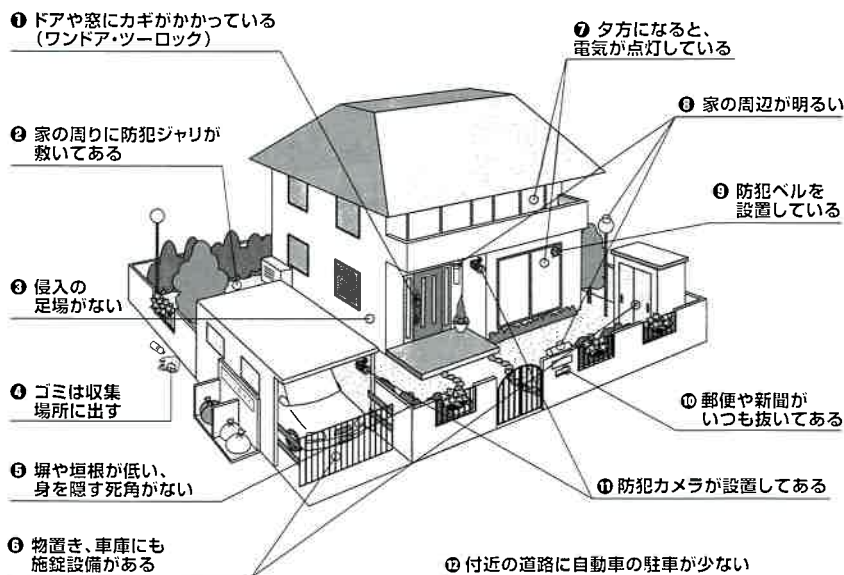 ❶ ドアや窓にカギがかかっている
(ワンドア・ツーロック)
❷ 家の周りに防犯ジャリが
敷いてある
❸ 侵入の
足場がない
❹ ゴミは収集
場所に出す
❺ 塀や垣根が低い、
身を隠す死角がない
❻ 物置き、車庫にも
施錠設備がある
❼ 夕方になると、
電気が点灯している
❽ 家の周辺が明るい
❾ 防犯ベルを
設置している
❿ 郵便や新聞が
いつも抜いてある
⓫ 防犯カメラが設置してある
⓬ 付近の道路に自動車の駐車が少ない